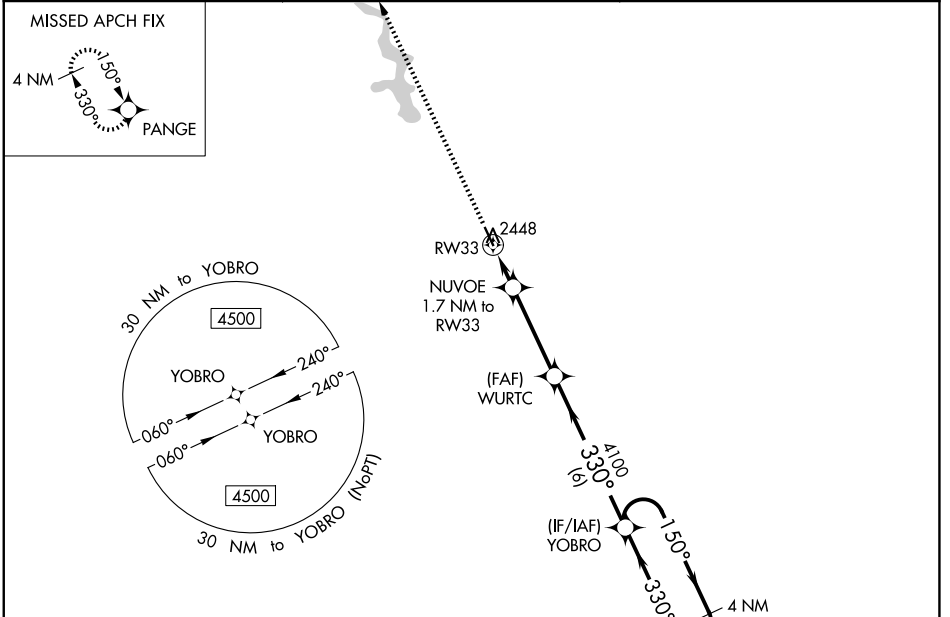 MISSED APCH FIX
4 NM
150°
330°
PANGE
2448
RW33
NUVOE
1.7 NM to
RW33
30 NM to YOBRO
4500
YOBRO
240°
060°
240°
060°
YOBRO
4500
30 NM to YOBRO (NoPT)
(FAF)
WURTC
4100
330°
(6)
(IF/IAF)
YOBRO
150°
330°
4 NM